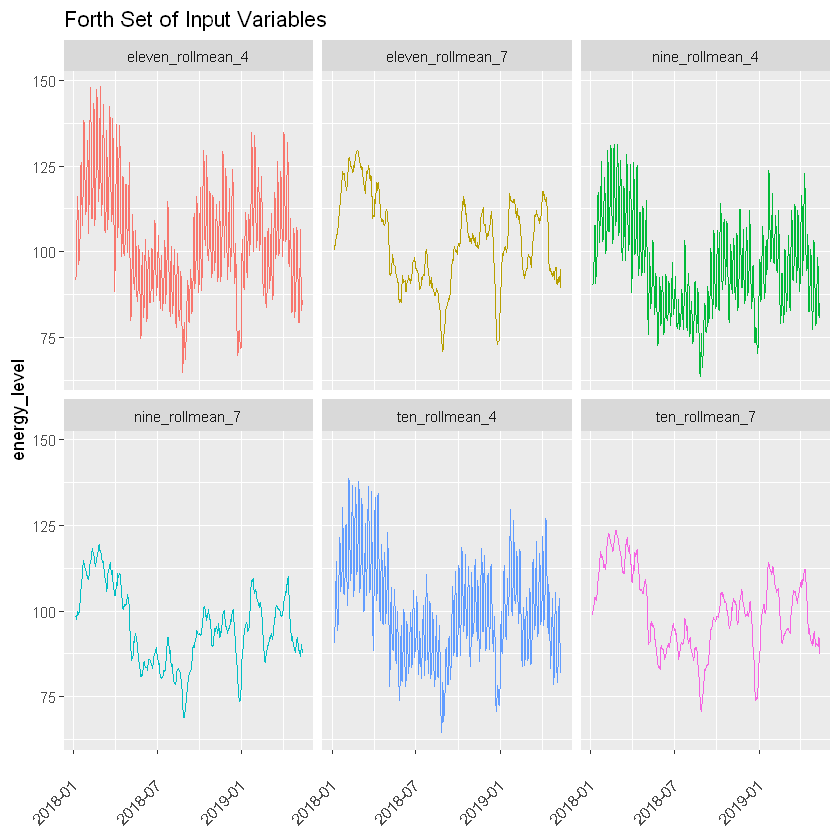 Forth Set of Input Variables
eleven_rollmean_4
eleven_rollmean_7
nine_rollmean_4
150
125
100
75
energy_level
nine_rollmean_7
ten_rollmean_4
ten_rollmean_7
150
125
100
75
2018-01
2018-07
2019-01
2018-01
2018-07
2019-01
2018-01
2018-07
2019-01